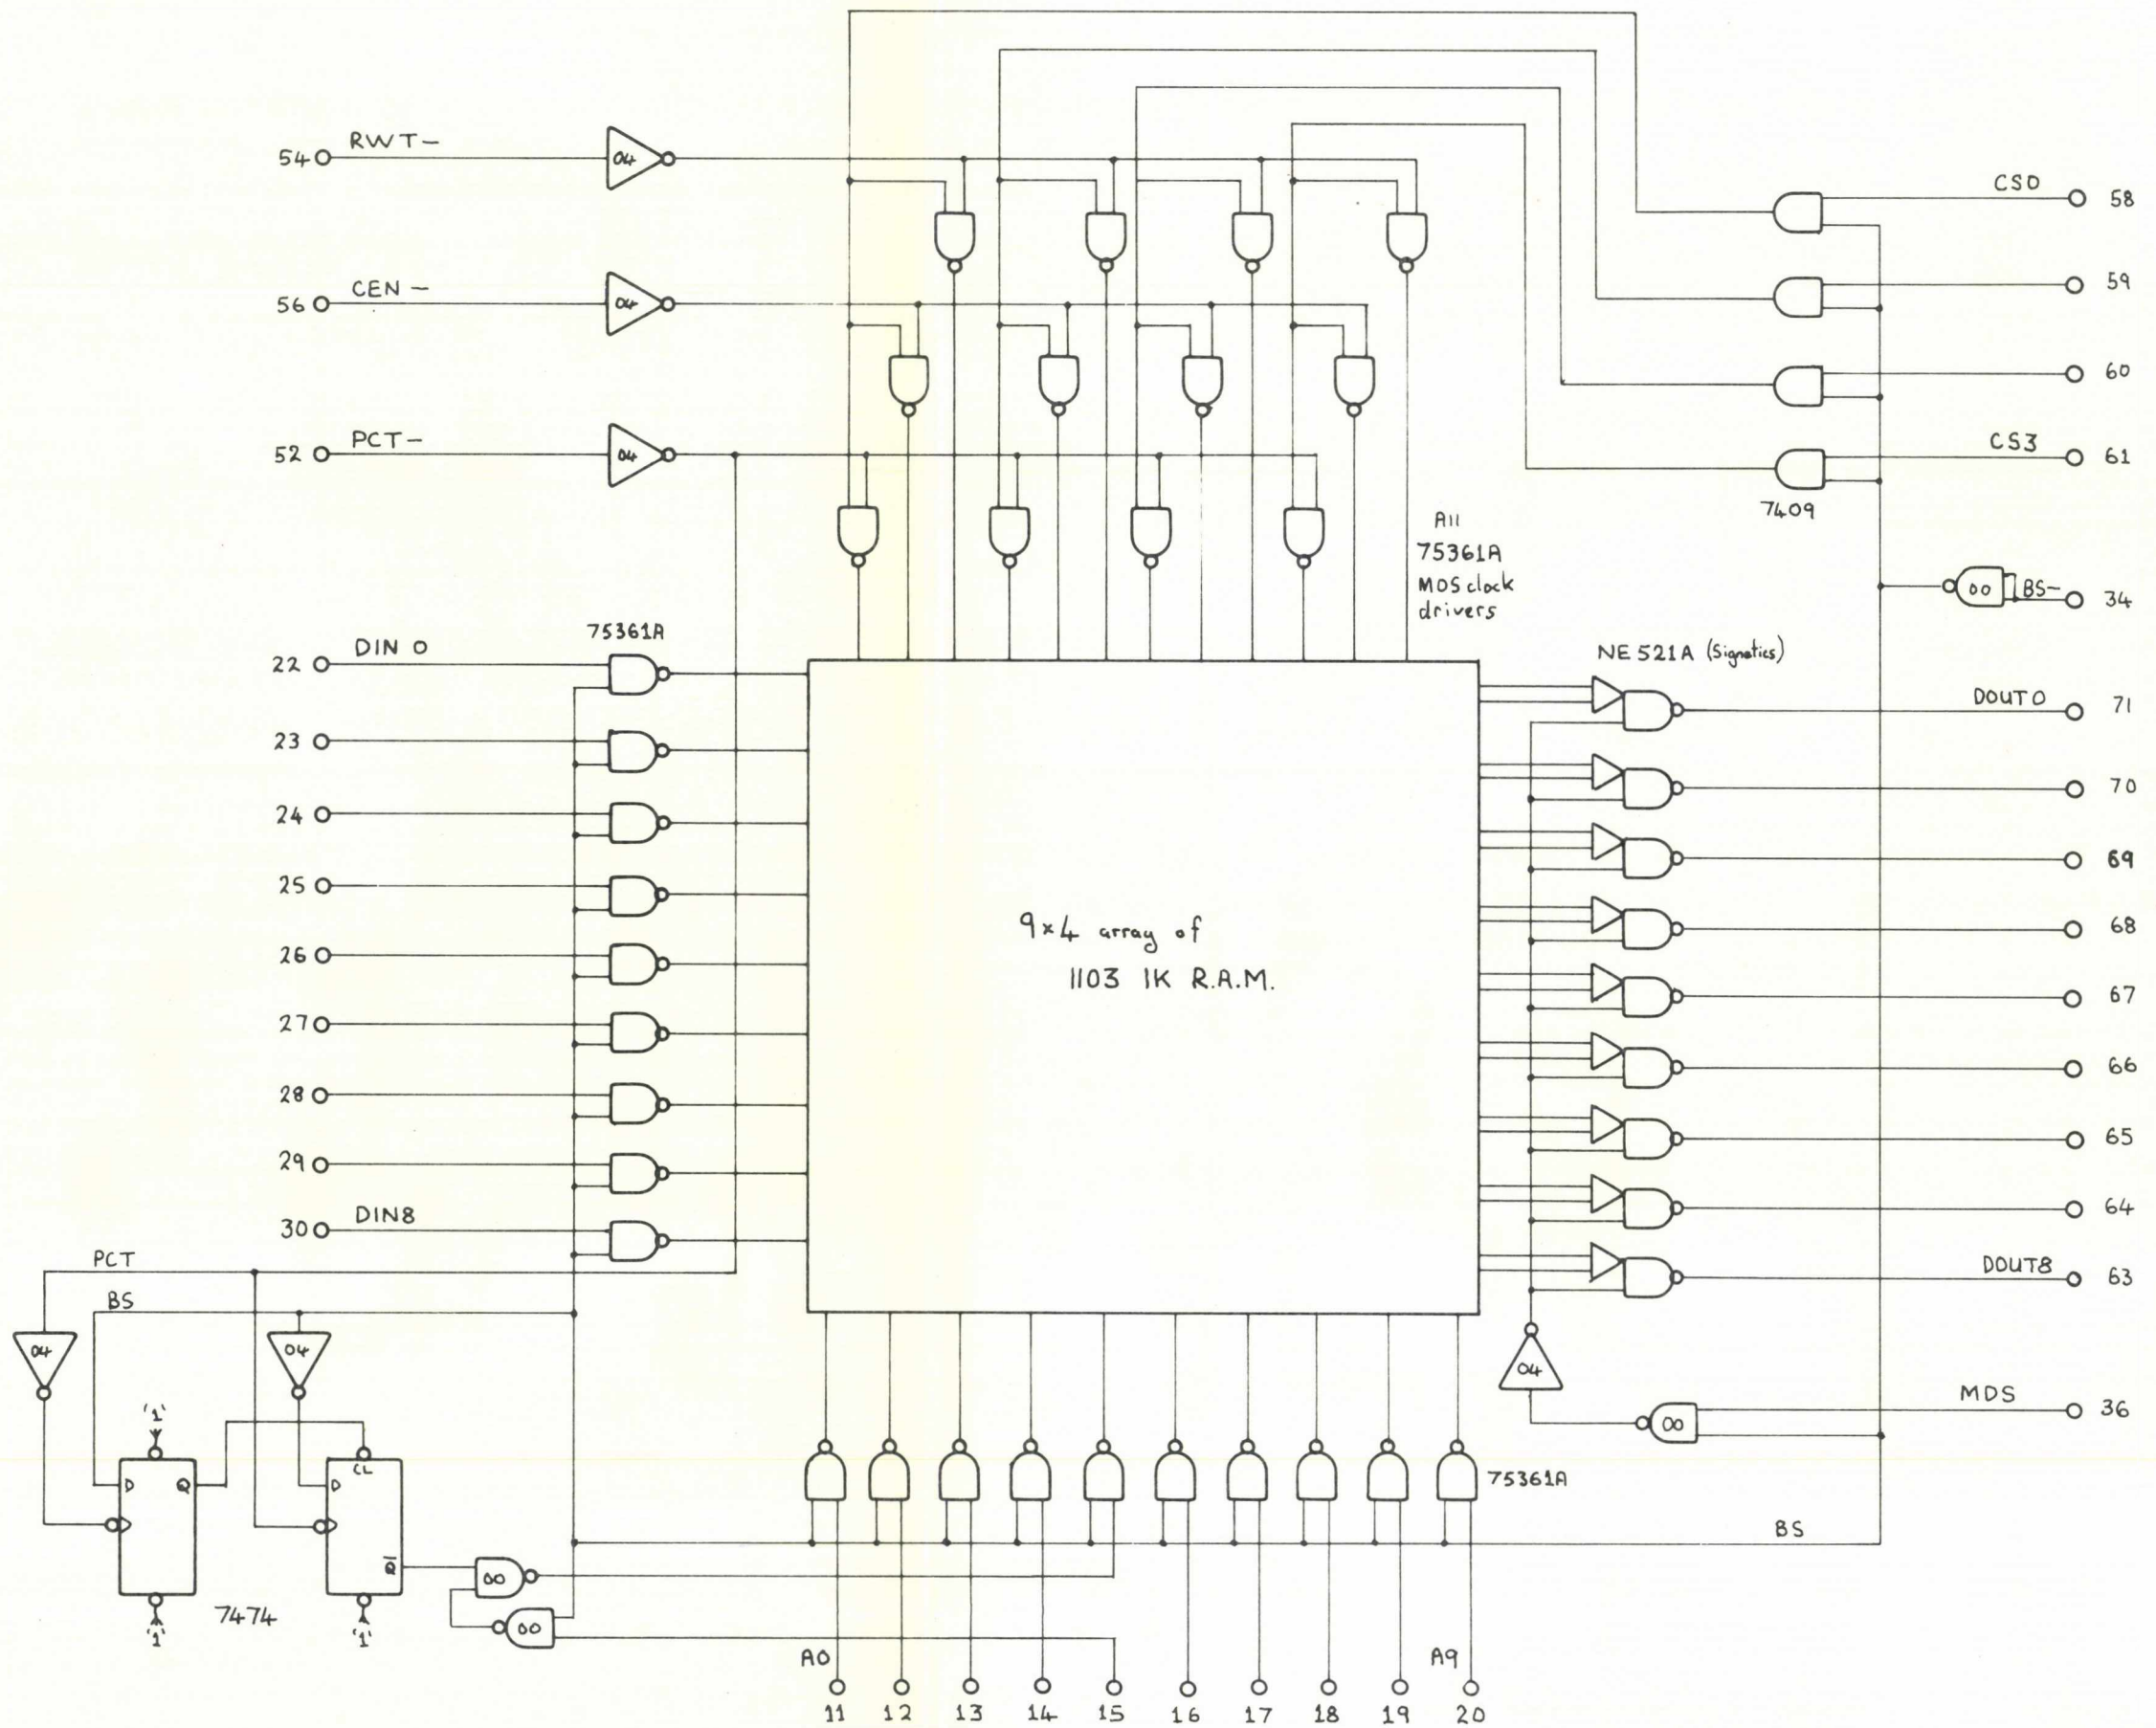 54 RWT-
04
CS0 58
59
56 CEN -
04
60
52 PCT-
04
CS3 61
7409
All
75361A
MOS clock
drivers
00 BS- 34
75361A
22 DIN 0
NE521A (Signetics)
DOUT0 71
23
70
24
69
25
68
9x4 array of
1103 1K R.A.M.
26
67
27
66
28
65
29
64
30 DIN8
DOUT8 63
PCT
BS
04
04
04
MDS 36
00
'1'
D Q
CL
D
Q̅
75361A
BS
00
00
7474
'1'
'1'
A0
A9
11 12 13 14 15 16 17 18 19 20